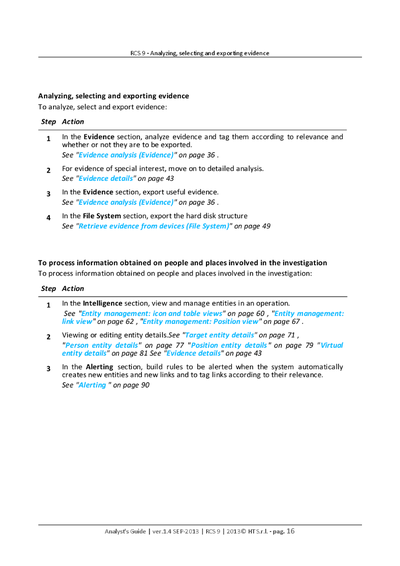 RCS 9 - Analyzing, selecting and exporting evidence
Analyzing, selecting and exporting evidence
To analyze, select and export evidence:
Step Action
1 In the Evidence section, analyze evidence and tag them according to relevance and
whether or not they are to be exported.
See "Evidence analysis (Evidence)" on page 36 .
2 For evidence of special interest, move on to detailed analysis.
See "Evidence details" on page 43
3 In the Evidence section, export useful evidence.
See "Evidence analysis (Evidence)" on page 36 .
4 In the File System section, export the hard disk structure
See "Retrieve evidence from devices (File System)" on page 49
To process information obtained on people and places involved in the investigation
To process information obtained on people and places involved in the investigation:
Step Action
1 In the Intelligence section, view and manage entities in an operation.
See "Entity management: icon and table views" on page 60 , "Entity management:
link view" on page 62 , "Entity management: Position view" on page 67 .
2 Viewing or editing entity details.See "Target entity details" on page 71 ,
"Person entity details" on page 77 "Position entity details" on page 79 "Virtual
entity details" on page 81 See "Evidence details" on page 43
3 In the Alerting section, build rules to be alerted when the system automatically
creates new entities and new links and to tag links according to their relevance.
See "Alerting " on page 90
Analyst's Guide | ver.1.4 SEP-2013 | RCS 9 | 2013© HT S.r.l. - pag. 16